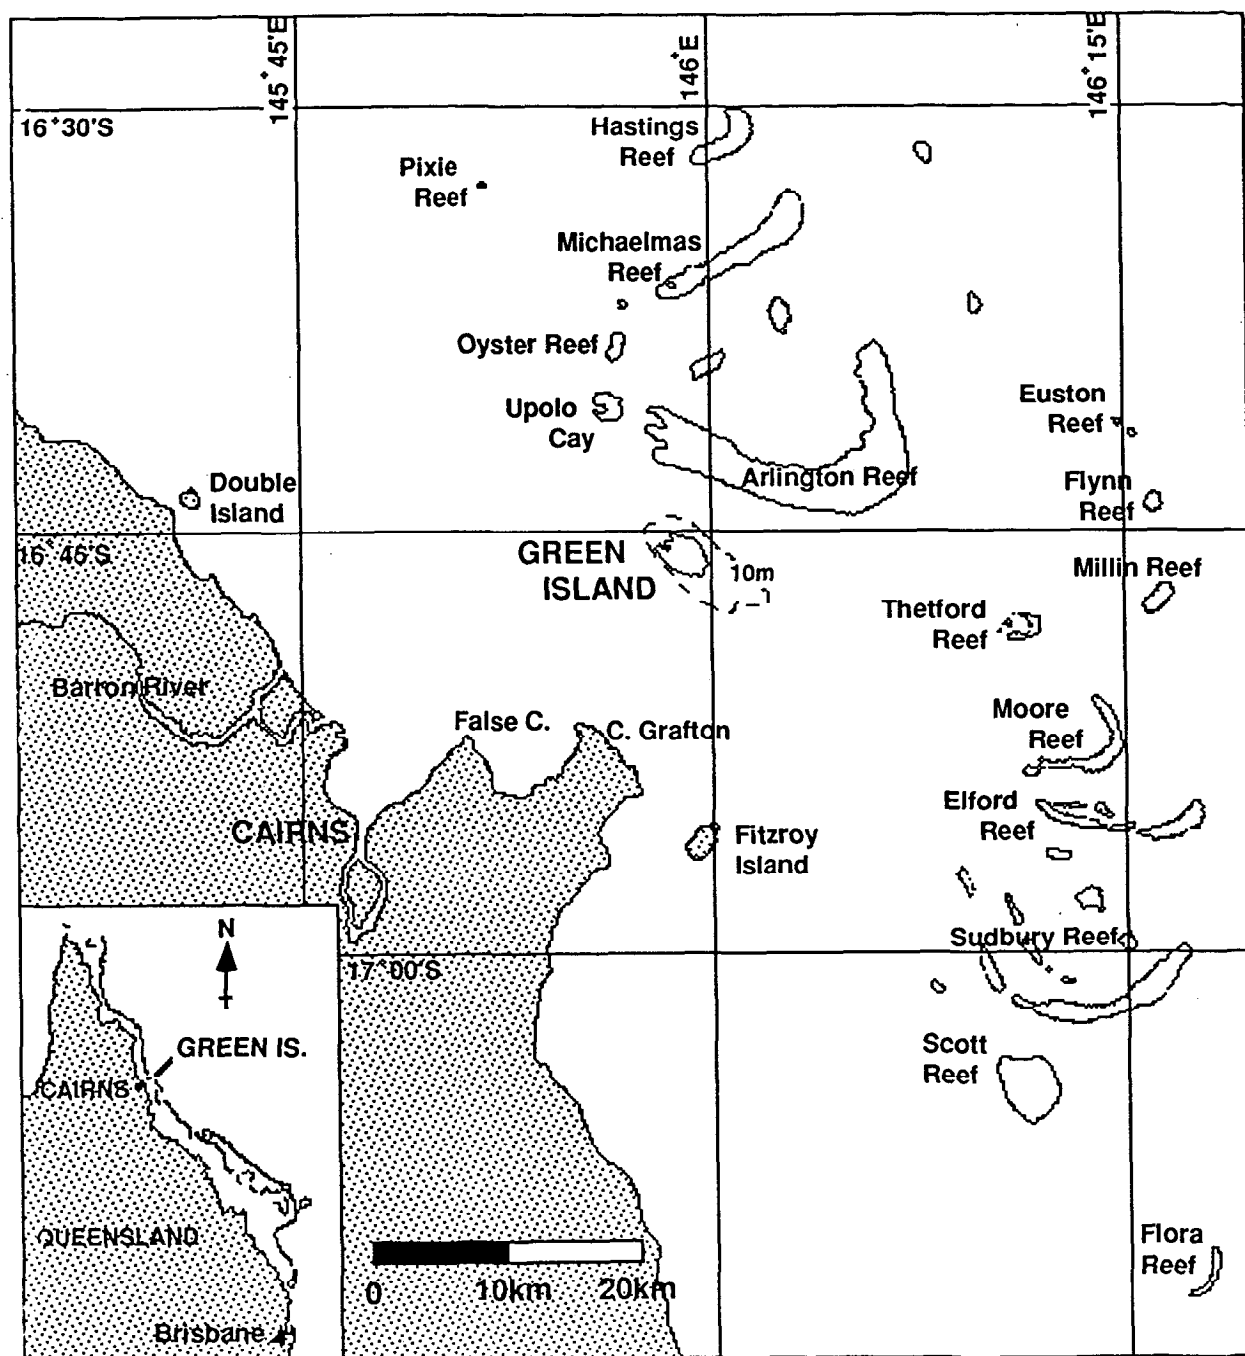 145°45'E
146°E
146°15'E
16°30'S
Hastings
Reef
Pixie
Reef
Michaelmas
Reef
Oyster Reef
Upolo
Cay
Euston
Reef
Arlington Reef
Double
Island
Flynn
Reef
16°45'S
GREEN
ISLAND
10m
Millin Reef
Thetford
Reef
Barron River
False C.
C. Grafton
Moore
Reef
CAIRNS
Elford
Reef
Fitzroy
Island
Sudbury Reef
17°00'S
N
GREEN IS.
CAIRNS
Scott
Reef
QUEENSLAND
Flora
Reef
0
10km
20km
Brisbane